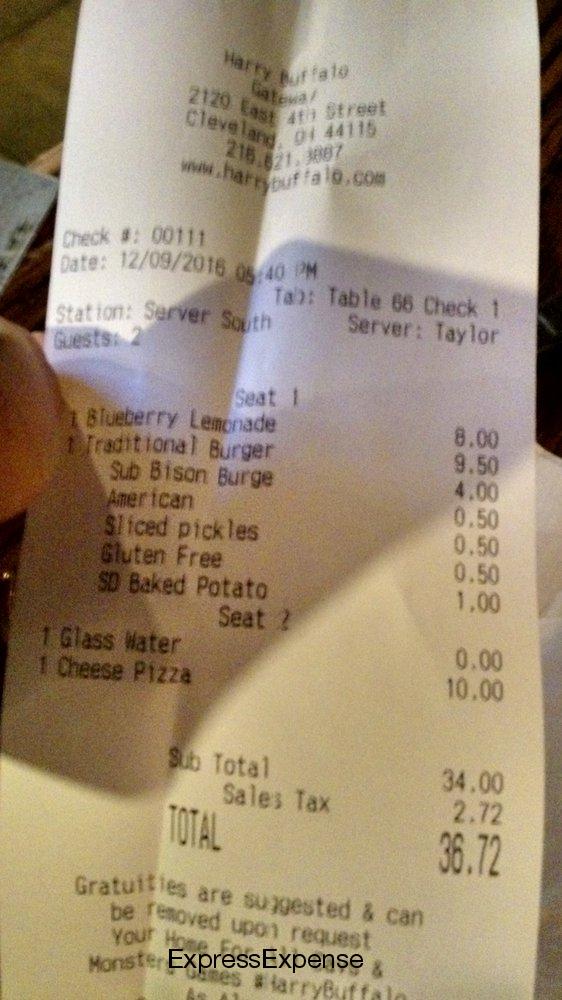 Harry Buffalo
Gateway
2120 East 4th Street
Cleveland, OH 44115
216.621.8887
www.harrybuffalo.com
Check #: 00111
Date: 12/09/2016 05:40 PM
Tab: Table 66 Check 1
Station: Server South
Server: Taylor
Guests: 2
Seat 1
1 Blueberry Lemonade 8.00
1 Traditional Burger 9.50
Sub Bison Burge 4.00
American 0.50
Sliced pickles 0.50
Gluten Free 0.50
SD Baked Potato 1.00
Seat 2
1 Glass Water 0.00
1 Cheese Pizza 10.00
Sub Total 34.00
Sales Tax 2.72
TOTAL 36.72
Gratuities are suggested & can
be removed upon request
Your Home For &
Monsters Games #HarryBuffalo
ExpressExpense